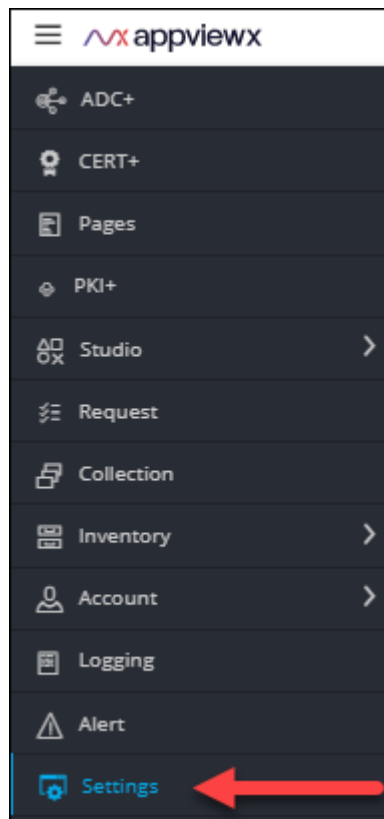 appviewx
ADC+
CERT+
Pages
PKI+
Studio
Request
Collection
Inventory
Account
Logging
Alert
Settings